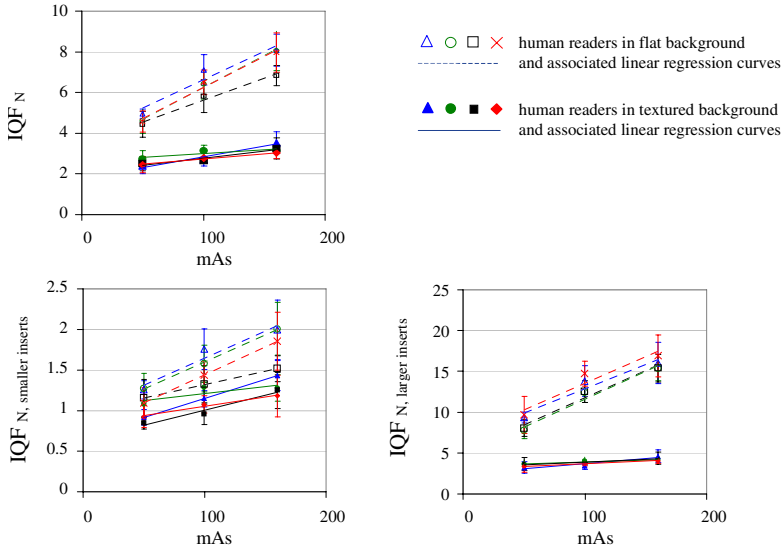 10
8
6
4
2
0
0 100 200
mAs
IQF N
human readers in flat background
and associated linear regression curves
human readers in textured background
and associated linear regression curves
2.5
2
1.5
1
0.5
0
0 100 200
mAs
IQF N, smaller inserts
25
20
15
10
5
0
0 100 200
mAs
IQF N, larger inserts